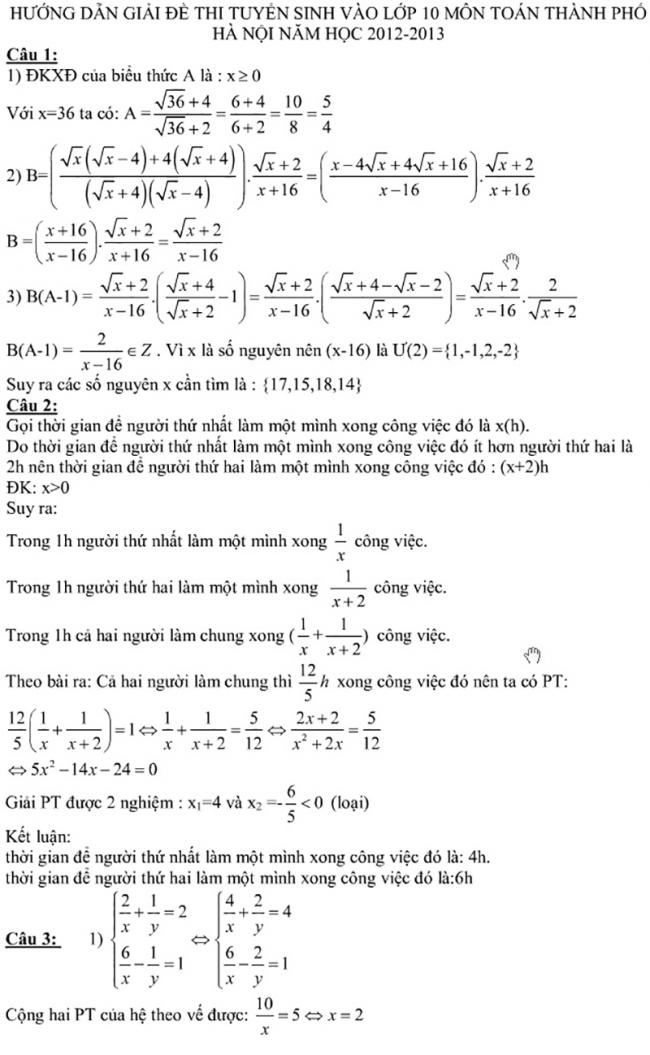 HƯỚNG DẪN GIẢI ĐỀ THI TUYỂN SINH VÀO LỚP 10 MÔN TOÁN THÀNH PHỐ
HÀ NỘI NĂM HỌC 2012-2013
Câu 1:
1) ĐKXĐ của biểu thức A là : x ≥ 0
Với x=36 ta có: A = (√36 + 4)/(√36 + 2) = (6+4)/(6+2) = 10/8 = 5/4
2) B= ( (√x(√x − 4) + 4(√x + 4)) / ((√x + 4)(√x − 4)) ) . (√x + 2)/(x+16) = ( (x − 4√x + 4√x + 16)/(x−16) ) . (√x + 2)/(x+16)
B = ( (x+16)/(x−16) ) . (√x + 2)/(x+16) = (√x + 2)/(x−16)
3) B(A-1) = (√x + 2)/(x−16) . ( (√x + 4)/(√x + 2) − 1 ) = (√x + 2)/(x−16) . ( (√x + 4 − √x − 2)/(√x + 2) ) = (√x + 2)/(x−16) . 2/(√x + 2)
B(A-1) = 2/(x−16) ∈ Z . Vì x là số nguyên nên (x-16) là Ư(2) ={1,-1,2,-2}
Suy ra các số nguyên x cần tìm là : {17,15,18,14}
Câu 2:
Gọi thời gian để người thứ nhất làm một mình xong công việc đó là x(h).
Do thời gian để người thứ nhất làm một mình xong công việc đó ít hơn người thứ hai là
2h nên thời gian để người thứ hai làm một mình xong công việc đó : (x+2)h
ĐK: x>0
Suy ra:
Trong 1h người thứ nhất làm một mình xong 1/x công việc.
Trong 1h người thứ hai làm một mình xong 1/(x+2) công việc.
Trong 1h cả hai người làm chung xong (1/x + 1/(x+2)) công việc.
Theo bài ra: Cả hai người làm chung thì 12/5 h xong công việc đó nên ta có PT:
12/5 (1/x + 1/(x+2)) = 1 ⇔ 1/x + 1/(x+2) = 5/12 ⇔ (2x+2)/(x² + 2x) = 5/12
⇔ 5x² − 14x − 24 = 0
Giải PT được 2 nghiệm : x₁=4 và x₂ =-6/5 < 0 (loại)
Kết luận:
thời gian để người thứ nhất làm một mình xong công việc đó là: 4h.
thời gian để người thứ hai làm một mình xong công việc đó là:6h
Câu 3: 1) { 2/x + 1/y = 2 ; 6/x − 1/y = 1 ⇔ { 4/x + 2/y = 4 ; 6/x − 2/y = 1
Cộng hai PT của hệ theo vế được: 10/x = 5 ⇔ x = 2